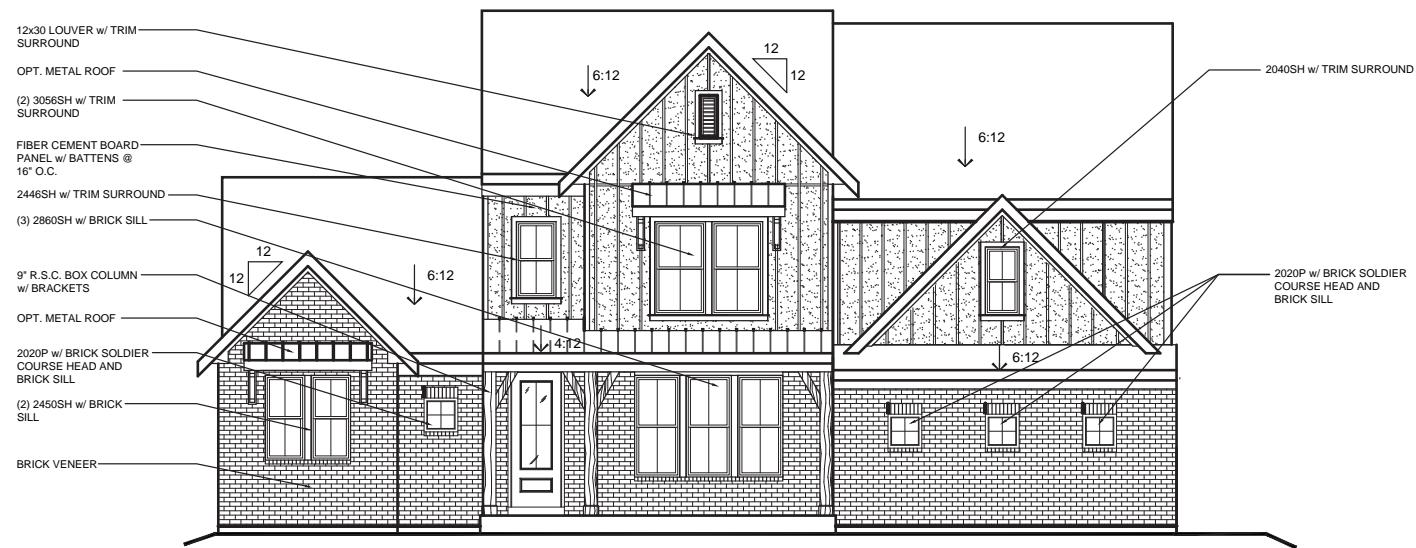 12x30 LOUVER w/ TRIM
SURROUND
OPT. METAL ROOF
(2) 3056SH w/ TRIM
SURROUND
FIBER CEMENT BOARD
PANEL w/ BATTENS @
16" O.C.
2446SH w/ TRIM SURROUND
(3) 2860SH w/ BRICK SILL
9" R.S.C. BOX COLUMN
w/ BRACKETS
OPT. METAL ROOF
2020P w/ BRICK SOLDIER
COURSE HEAD AND
BRICK SILL
(2) 2450SH w/ BRICK
SILL
BRICK VENEER
12
12
6:12
6:12
12
12
4:12
6:12
6:12
2040SH w/ TRIM SURROUND
2020P w/ BRICK SOLDIER
COURSE HEAD AND
BRICK SILL